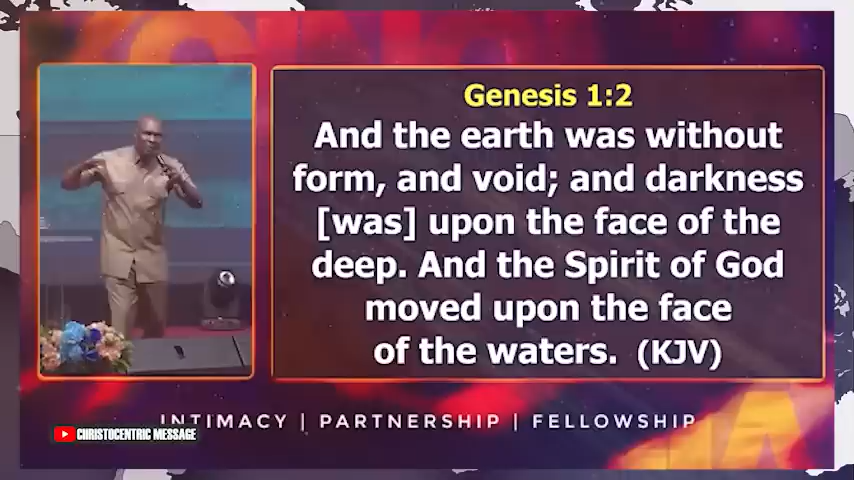 Genesis 1:2
And the earth was without
form, and void; and darkness
[was] upon the face of the
deep. And the Spirit of God
moved upon the face
of the waters. (KJV)
INTIMACY | PARTNERSHIP | FELLOWSHIP
CHRISTOCENTRIC MESSAGE